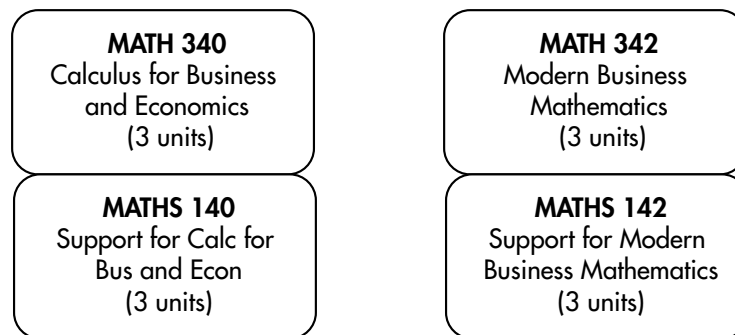 MATH 340
Calculus for Business
and Economics
(3 units)
MATHS 140
Support for Calc for
Bus and Econ
(3 units)
MATH 342
Modern Business
Mathematics
(3 units)
MATHS 142
Support for Modern
Business Mathematics
(3 units)